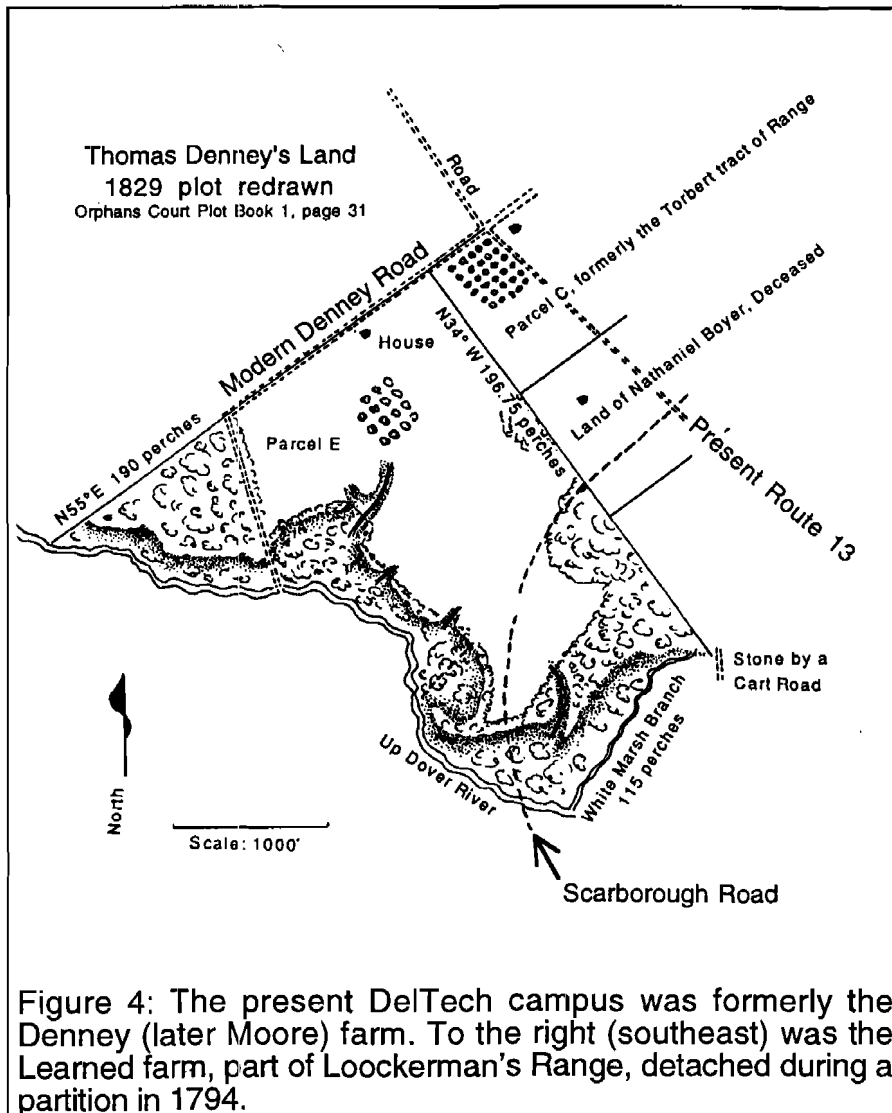 Thomas Denney's Land
1829 plot redrawn
Orphans Court Plot Book 1, page 31
Road
Parcel C, formerly the Torbert tract of Range
Modern Denney Road
House
N34° W 196.75 perches
Land of Nathaniel Boyer, Deceased
Present Route 13
Parcel E
N55°E 190 perches
Stone by a
Cart Road
White Marsh Branch
115 perches
Up Dover River
North
Scale: 1000'
Scarborough Road
Figure 4: The present DelTech campus was formerly the
Denney (later Moore) farm. To the right (southeast) was the
Learned farm, part of Loockerman's Range, detached during a
partition in 1794.